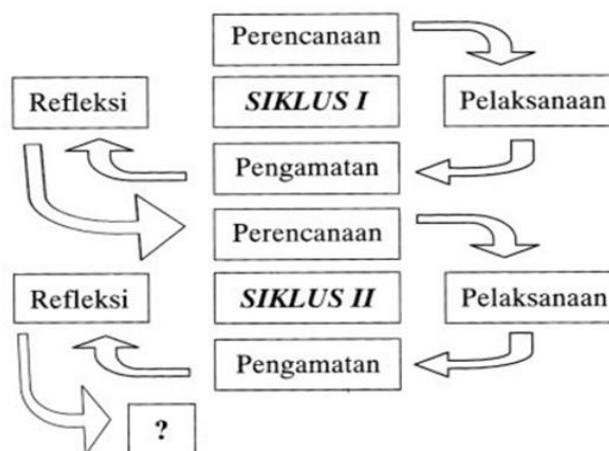 Perencanaan
Refleksi
SIKLUS I
Pelaksanaan
Pengamatan
Perencanaan
Refleksi
SIKLUS II
Pelaksanaan
Pengamatan
?